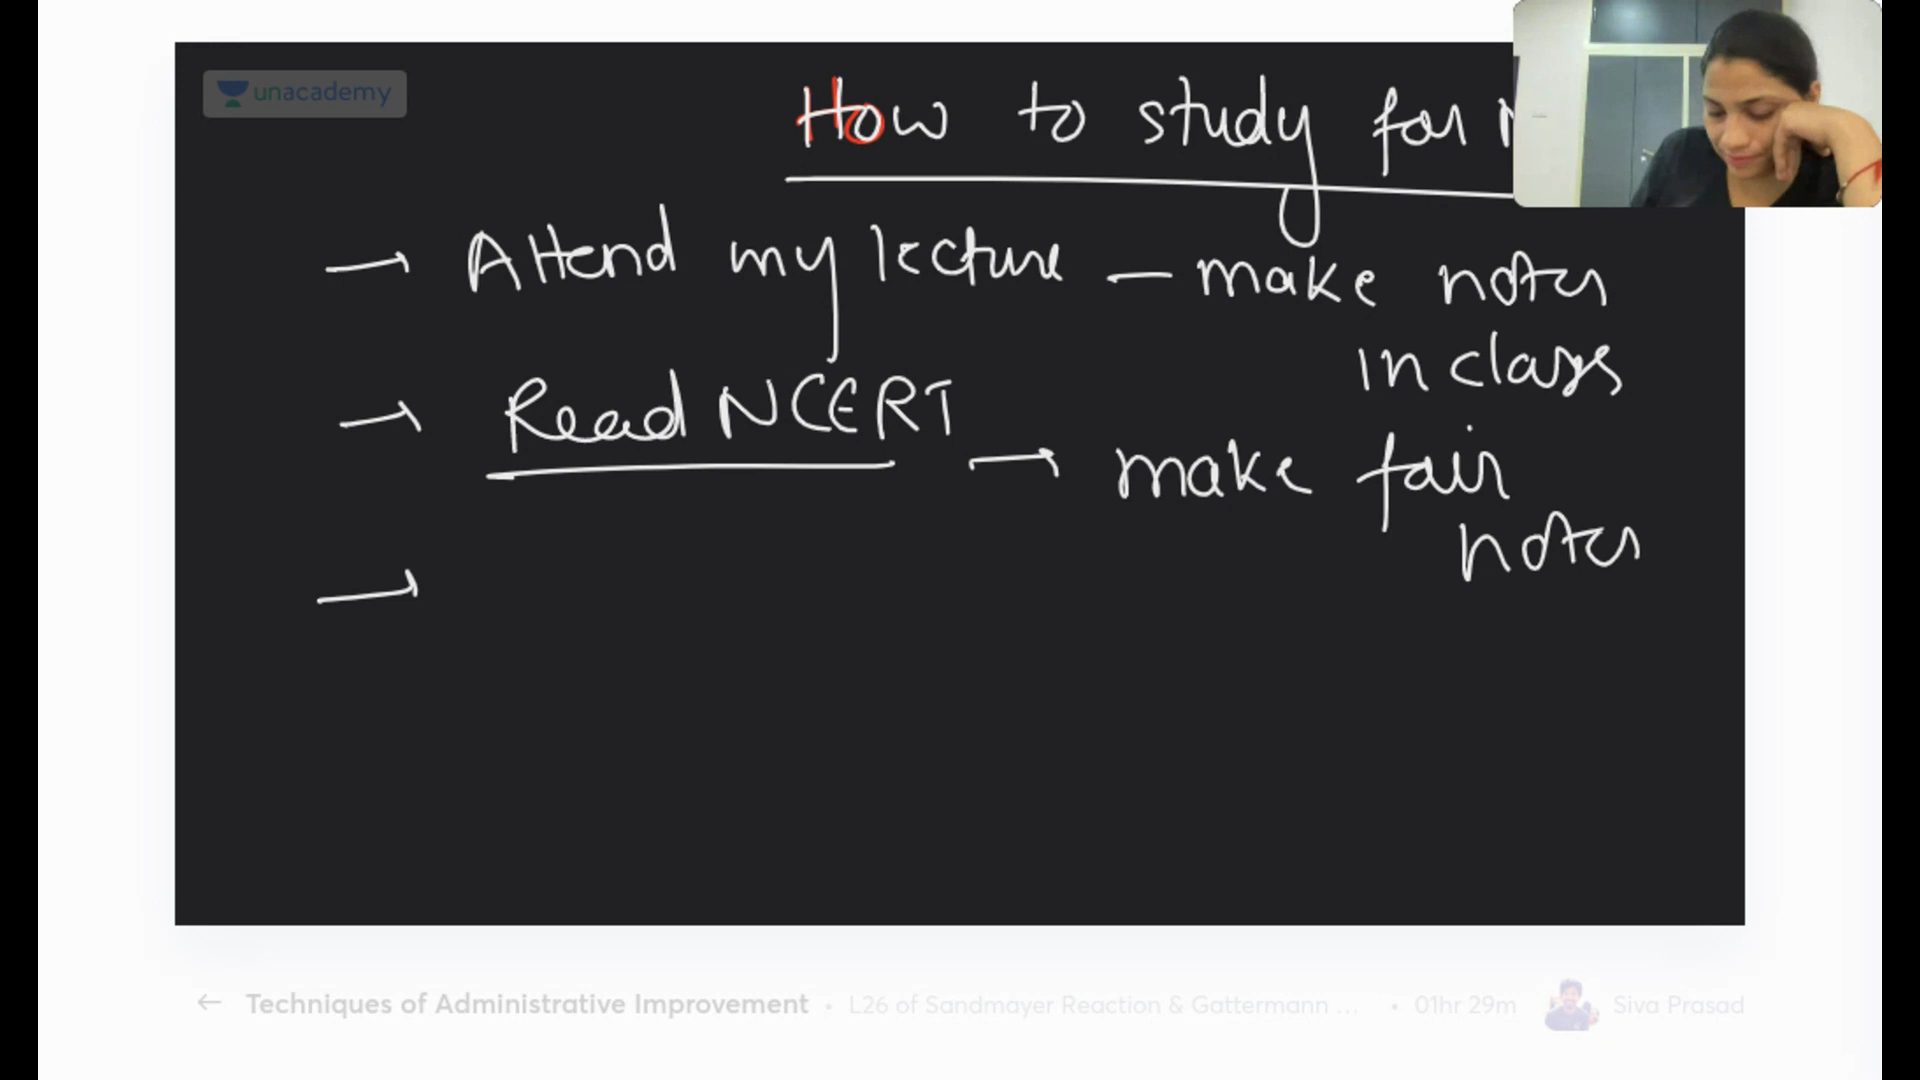 unacademy
How to study for
→ Attend my lecture — make notes
in class
→ Read NCERT → make fair
notes
→
← Techniques of Administrative Improvement • L26 of Sandmayer Reaction & Gattermann ... • 01hr 29m Siva Prasad